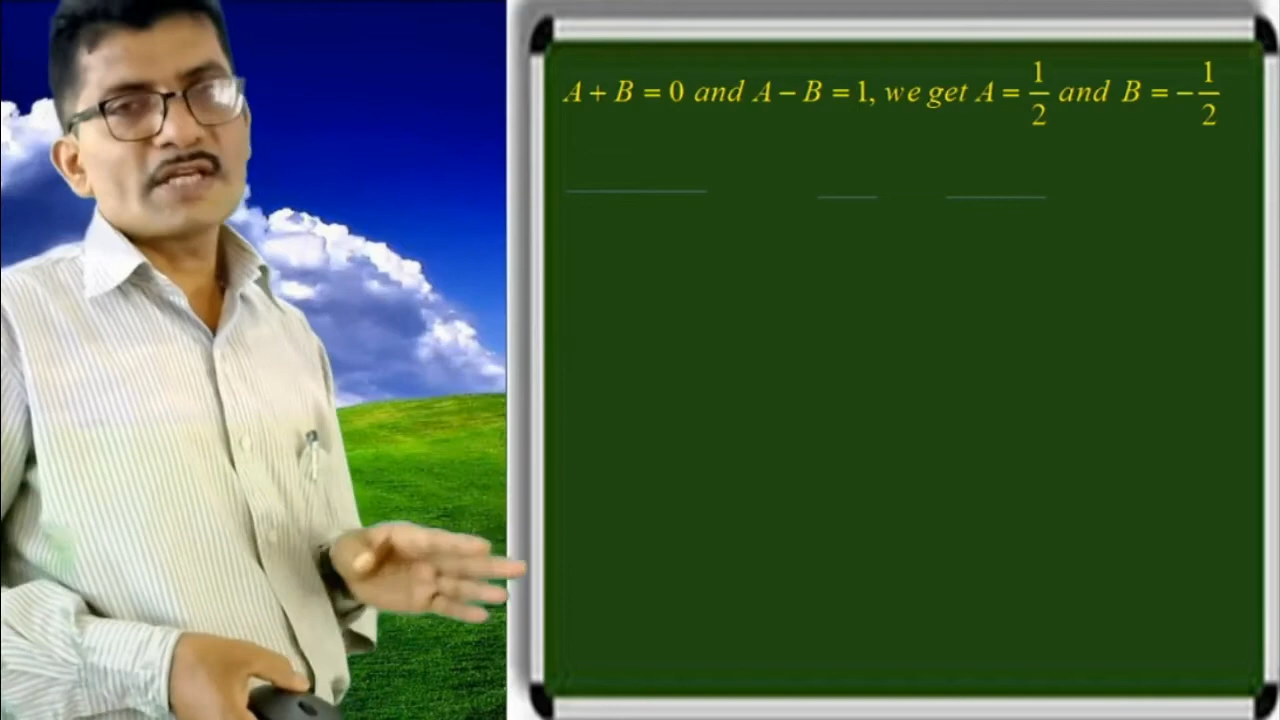 A + B = 0 and A − B = 1, we get A = 1/2 and B = −1/2